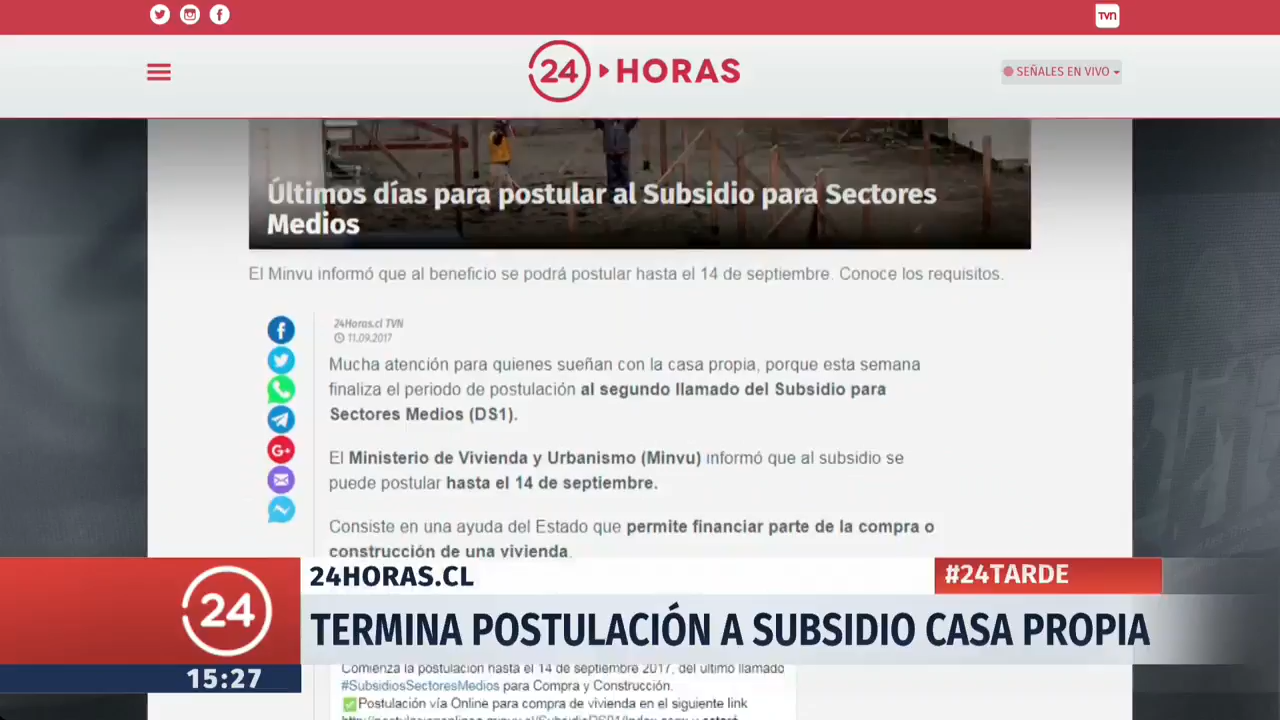 tvn
24 HORAS
SEÑALES EN VIVO
Últimos días para postular al Subsidio para Sectores
Medios
El Minvu informó que al beneficio se podrá postular hasta el 14 de septiembre. Conoce los requisitos.
24Horas.cl TVN
11.09.2017
Mucha atención para quienes sueñan con la casa propia, porque esta semana
finaliza el periodo de postulación al segundo llamado del Subsidio para
Sectores Medios (DS1).
El Ministerio de Vivienda y Urbanismo (Minvu) informó que al subsidio se
puede postular hasta el 14 de septiembre.
Consiste en una ayuda del Estado que permite financiar parte de la compra o
construcción de una vivienda.
24HORAS.CL
#24TARDE
24
TERMINA POSTULACIÓN A SUBSIDIO CASA PROPIA
15:27
Comienza la postulación hasta el 14 de septiembre 2017, del último llamado
#SubsidiosSectoresMedios para Compra y Construcción.
Postulación vía Online para compra de vivienda en el siguiente link